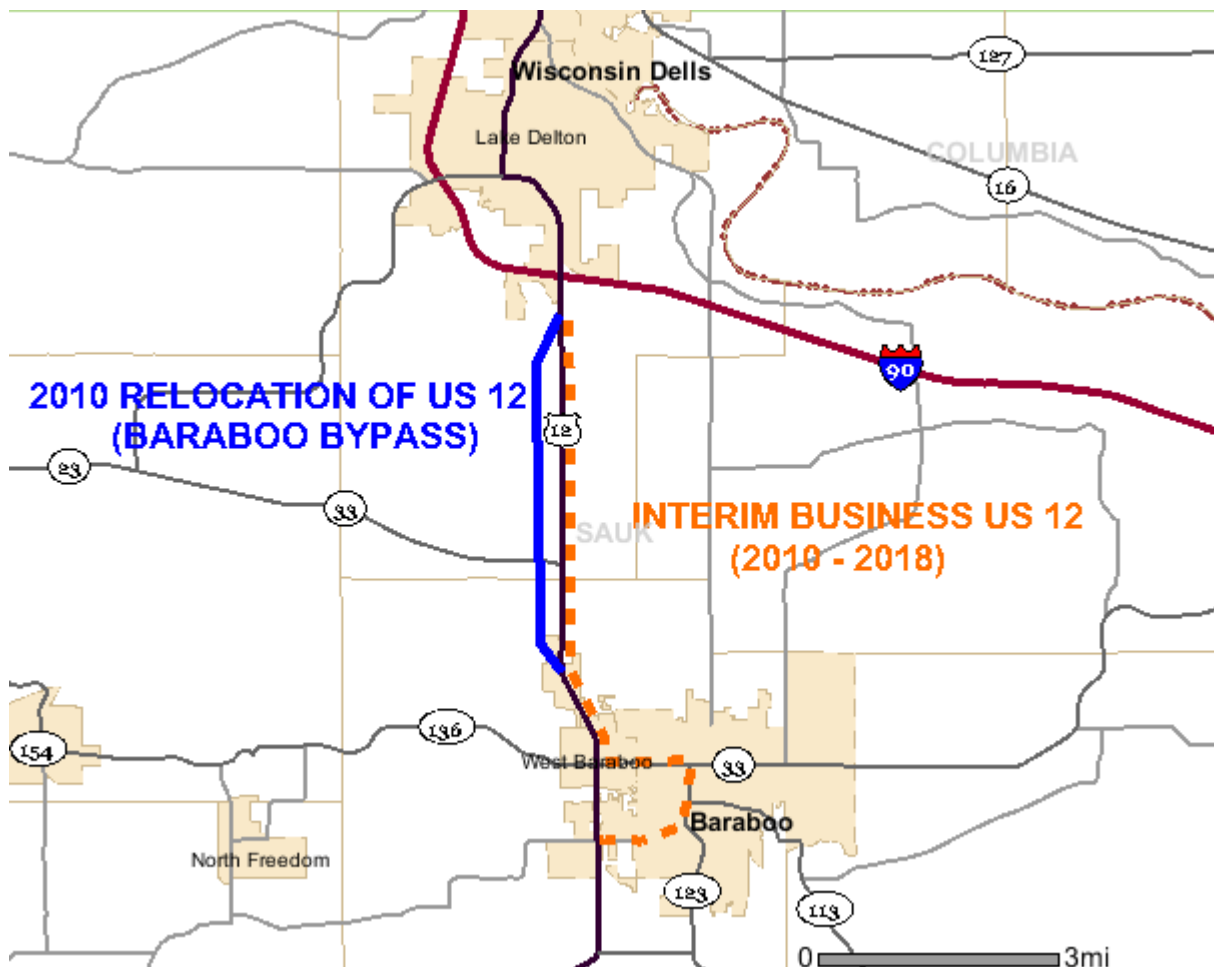 Wisconsin Dells
127
Lake Delton
COLUMBIA
16
90
2010 RELOCATION OF US 12
(BARABOO BYPASS)
12
23
33
INTERIM BUSINESS US 12
SAUK
(2010 - 2018)
136
154
West Baraboo
33
Baraboo
North Freedom
123
113
0 3mi